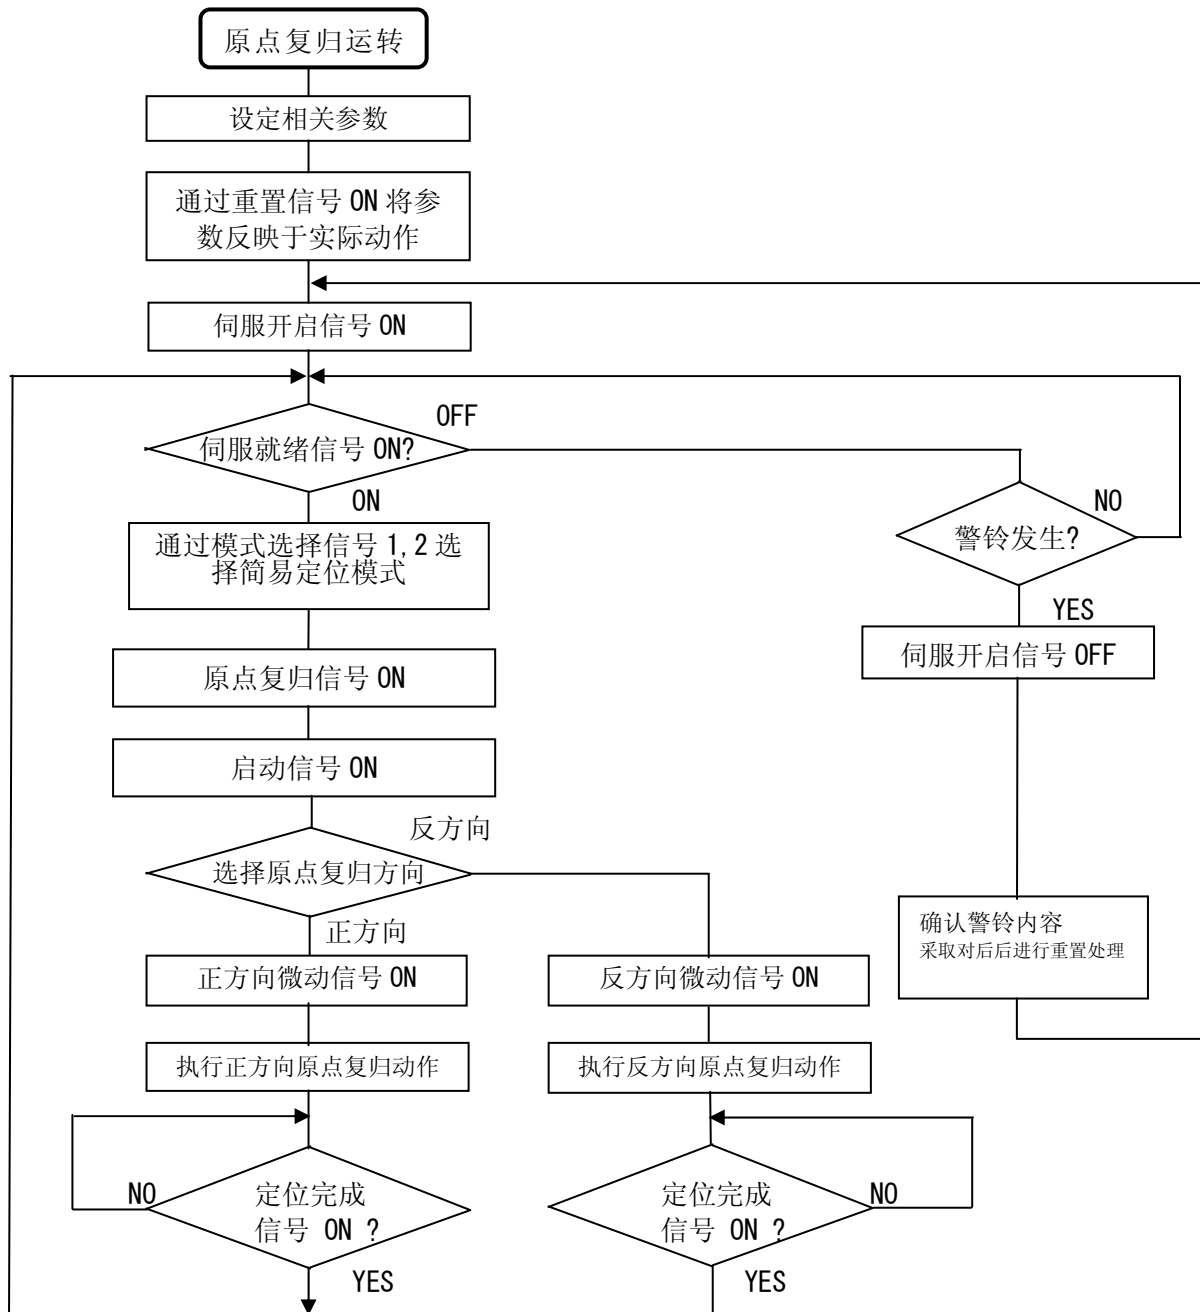 原点复归运转
设定相关参数
通过重置信号 ON 将参
数反映于实际动作
伺服开启信号 ON
伺服就绪信号 ON?
OFF
ON
警铃发生?
NO
YES
通过模式选择信号 1, 2 选
择简易定位模式
伺服开启信号 OFF
原点复归信号 ON
启动信号 ON
选择原点复归方向
反方向
正方向
确认警铃内容
采取对后后进行重置处理
正方向微动信号 ON
反方向微动信号 ON
执行正方向原点复归动作
执行反方向原点复归动作
NO
定位完成
信号 ON ?
YES
定位完成
信号 ON ?
NO
YES